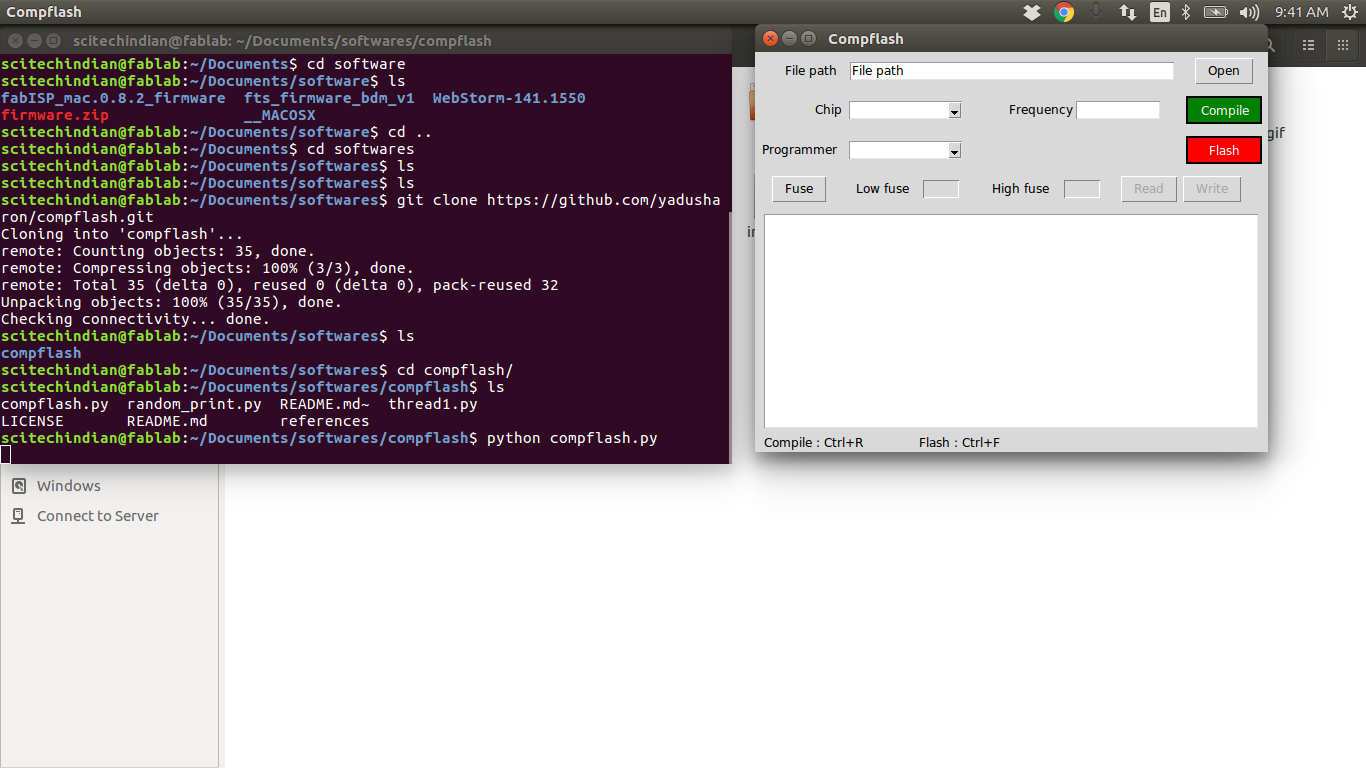 Compflash
En
9:41 AM
scitechindian@fablab: ~/Documents/softwares/compflash
scitechindian@fablab:~/Documents$ cd software
scitechindian@fablab:~/Documents/software$ ls
fabISP_mac.0.8.2_firmware  fts_firmware_bdm_v1  WebStorm-141.1550
firmware.zip               __MACOSX
scitechindian@fablab:~/Documents/software$ cd ..
scitechindian@fablab:~/Documents$ cd softwares
scitechindian@fablab:~/Documents/softwares$ ls
scitechindian@fablab:~/Documents/softwares$ ls
scitechindian@fablab:~/Documents/softwares$ git clone https://github.com/yadusha
ron/compflash.git
Cloning into 'compflash'...
remote: Counting objects: 35, done.
remote: Compressing objects: 100% (3/3), done.
remote: Total 35 (delta 0), reused 0 (delta 0), pack-reused 32
Unpacking objects: 100% (35/35), done.
Checking connectivity... done.
scitechindian@fablab:~/Documents/softwares$ ls
compflash
scitechindian@fablab:~/Documents/softwares$ cd compflash/
scitechindian@fablab:~/Documents/softwares/compflash$ ls
compflash.py  random_print.py  README.md~  thread1.py
LICENSE       README.md        references
scitechindian@fablab:~/Documents/softwares/compflash$ python compflash.py
Windows
Connect to Server
Compflash
File path File path Open
Chip Frequency Compile
Programmer Flash
Fuse Low fuse High fuse Read Write
Compile : Ctrl+R Flash : Ctrl+F
gif
in